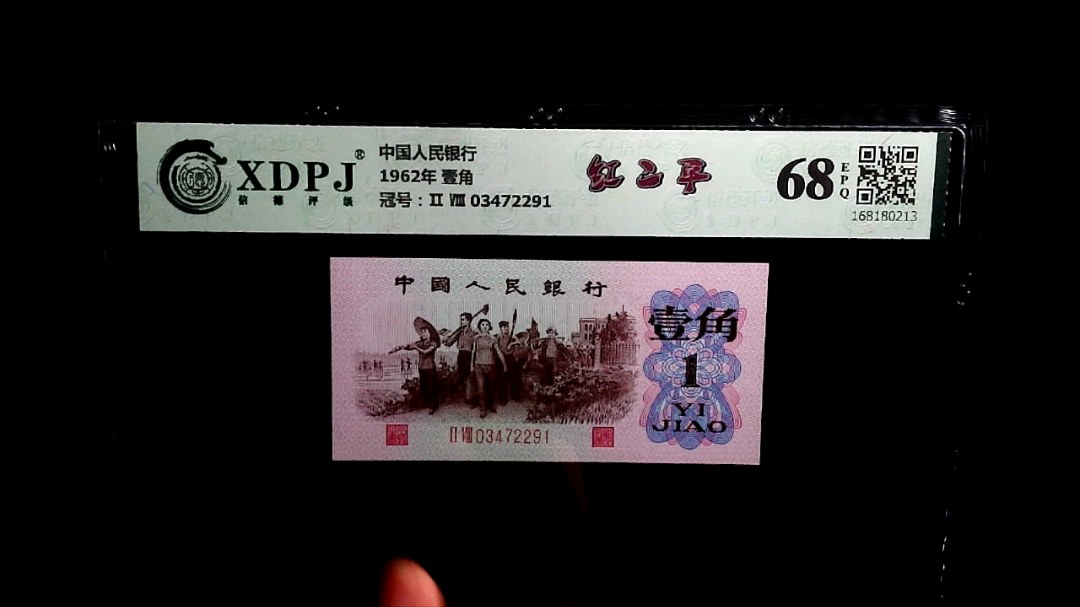 XDPJ®
信德评级
中国人民银行
1962年 壹角
冠号：II VIII 03472291
红二平
68
EPQ
168180213
中國人民銀行
壹角
1
YI
JIAO
II VIII 03472291